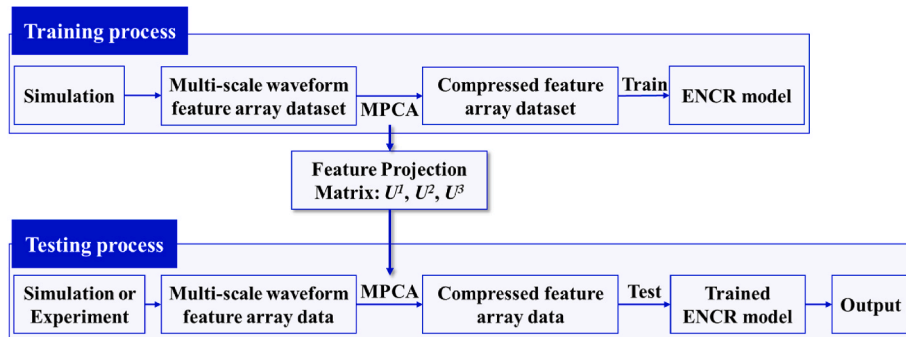 Training process
Simulation
Multi-scale waveform
feature array dataset
MPCA
Compressed feature
array dataset
Train
ENCR model
Feature Projection
Matrix: U¹, U², U³
Testing process
Simulation or
Experiment
Multi-scale waveform
feature array data
MPCA
Compressed feature
array data
Test
Trained
ENCR model
Output